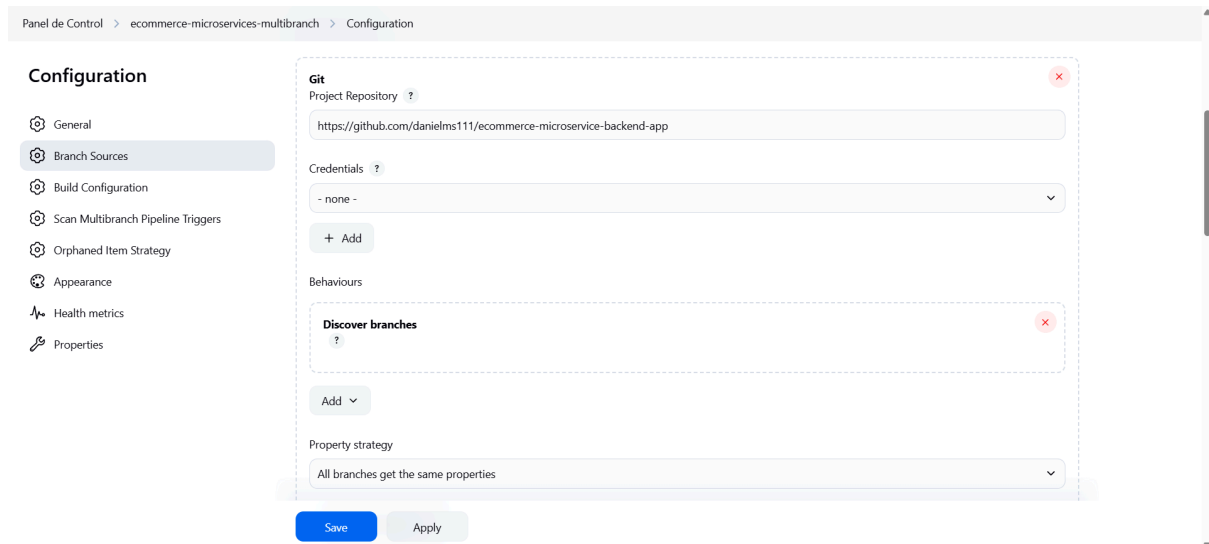 Panel de Control > ecommerce-microservices-multibranch > Configuration
Configuration
General
Branch Sources
Build Configuration
Scan Multibranch Pipeline Triggers
Orphaned Item Strategy
Appearance
Health metrics
Properties
Git
Project Repository ?
https://github.com/danielms111/ecommerce-microservice-backend-app
Credentials ?
- none -
+ Add
Behaviours
Discover branches
?
Add
Property strategy
All branches get the same properties
Save Apply